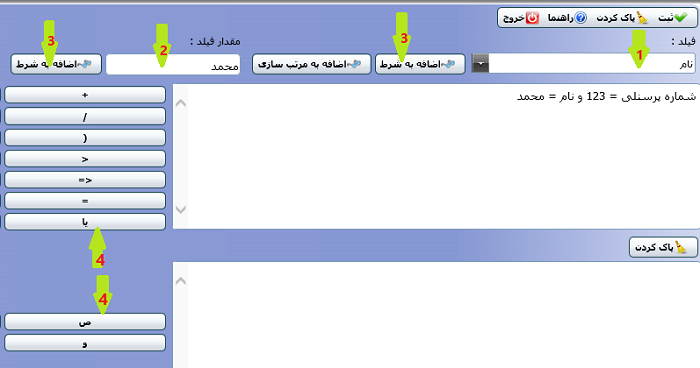 ثبت پاک کردن راهنما خروج
فیلد :
مقدار فیلد :
1
2
3
3
نام
اضافه به شرط
اضافه به مرتب سازی
محمد
اضافه به شرط
شماره پرسنلی = 123 و نام = محمد
+
/
(
<
<=
=
یا
4
پاک کردن
4
ص
و